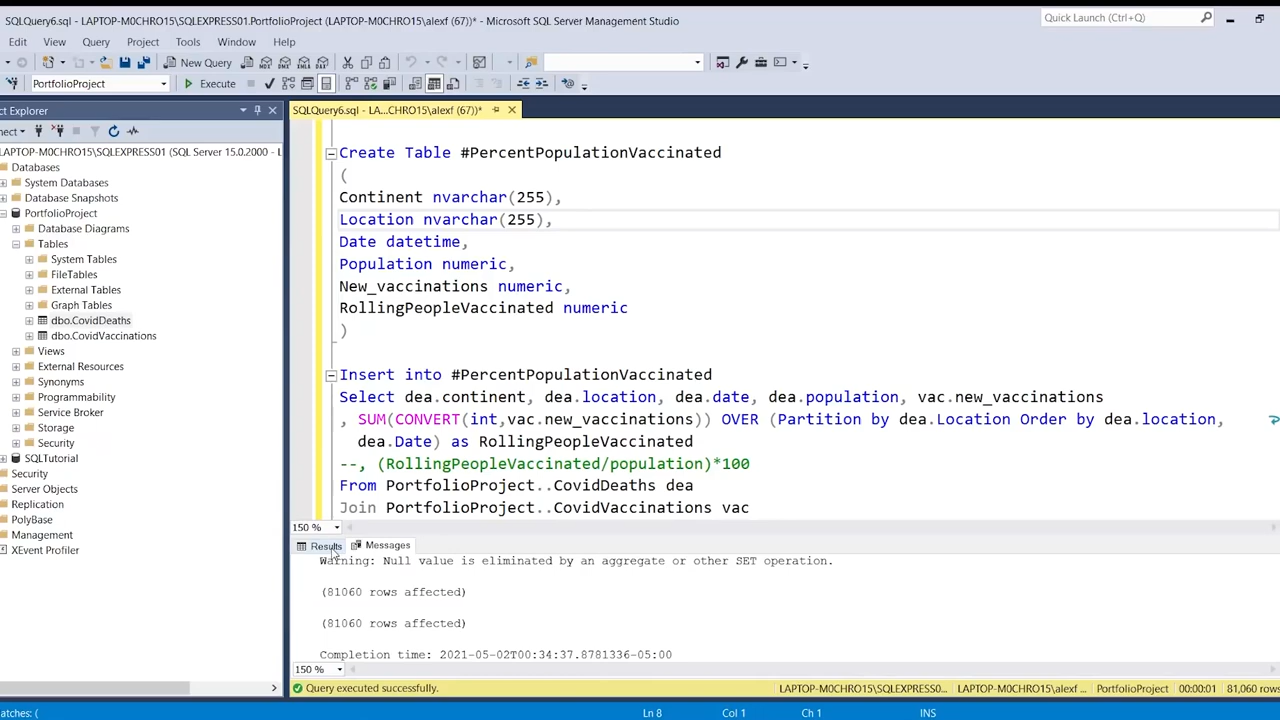 SQLQuery6.sql - LAPTOP-M0CHRO15\SQLEXPRESS01.PortfolioProject (LAPTOP-M0CHRO15\alexf (67))* - Microsoft SQL Server Management Studio
Quick Launch (Ctrl+Q)
Edit View Query Project Tools Window Help
New Query
PortfolioProject Execute
ct Explorer
SQLQuery6.sql - LA...CHRO15\alexf (67))*
nect
LAPTOP-M0CHRO15\SQLEXPRESS01 (SQL Server 15.0.2000 - L
Databases
System Databases
Database Snapshots
PortfolioProject
Database Diagrams
Tables
System Tables
FileTables
External Tables
Graph Tables
dbo.CovidDeaths
dbo.CovidVaccinations
Views
External Resources
Synonyms
Programmability
Service Broker
Storage
Security
SQLTutorial
Security
Server Objects
Replication
PolyBase
Management
XEvent Profiler
Create Table #PercentPopulationVaccinated
(
Continent nvarchar(255),
Location nvarchar(255),
Date datetime,
Population numeric,
New_vaccinations numeric,
RollingPeopleVaccinated numeric
)
Insert into #PercentPopulationVaccinated
Select dea.continent, dea.location, dea.date, dea.population, vac.new_vaccinations
, SUM(CONVERT(int,vac.new_vaccinations)) OVER (Partition by dea.Location Order by dea.location,
dea.Date) as RollingPeopleVaccinated
--, (RollingPeopleVaccinated/population)*100
From PortfolioProject..CovidDeaths dea
Join PortfolioProject..CovidVaccinations vac
150 %
Results Messages
Warning: Null value is eliminated by an aggregate or other SET operation.
(81060 rows affected)
(81060 rows affected)
Completion time: 2021-05-02T00:34:37.8781336-05:00
150 %
Query executed successfully.
LAPTOP-M0CHRO15\SQLEXPRESS0... LAPTOP-M0CHRO15\alexf ... PortfolioProject 00:00:01 81,060 rows
atches: (
Ln 8 Col 1 Ch 1 INS